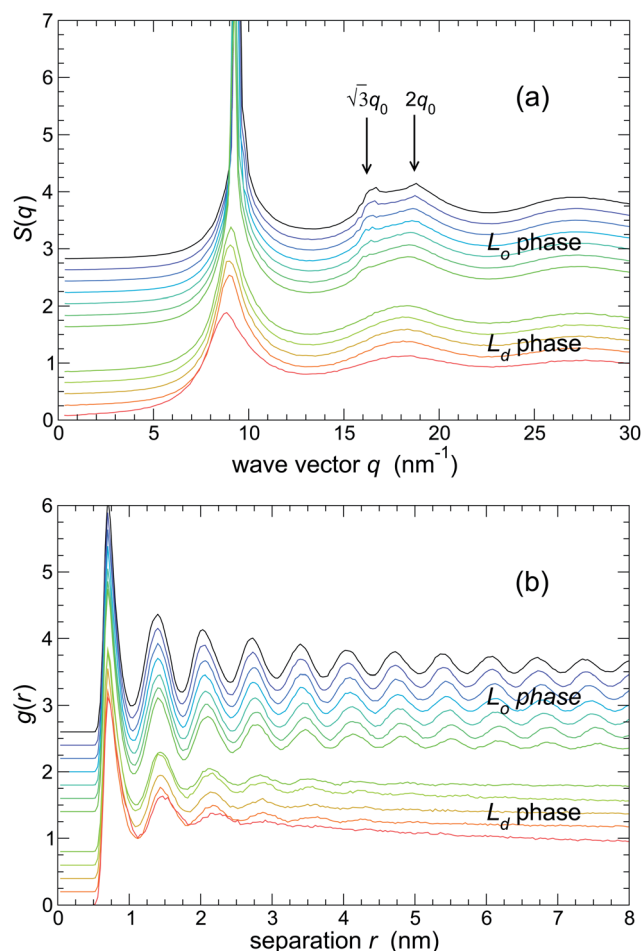 7
6
5
4
3
2
1
0
S(q)
√3q₀ 2q₀
(a)
Lₒ phase
L_d phase
0 5 10 15 20 25 30
wave vector q (nm⁻¹)
6
5
4
3
2
1
0
g(r)
(b)
Lₒ phase
L_d phase
0 1 2 3 4 5 6 7 8
separation r (nm)